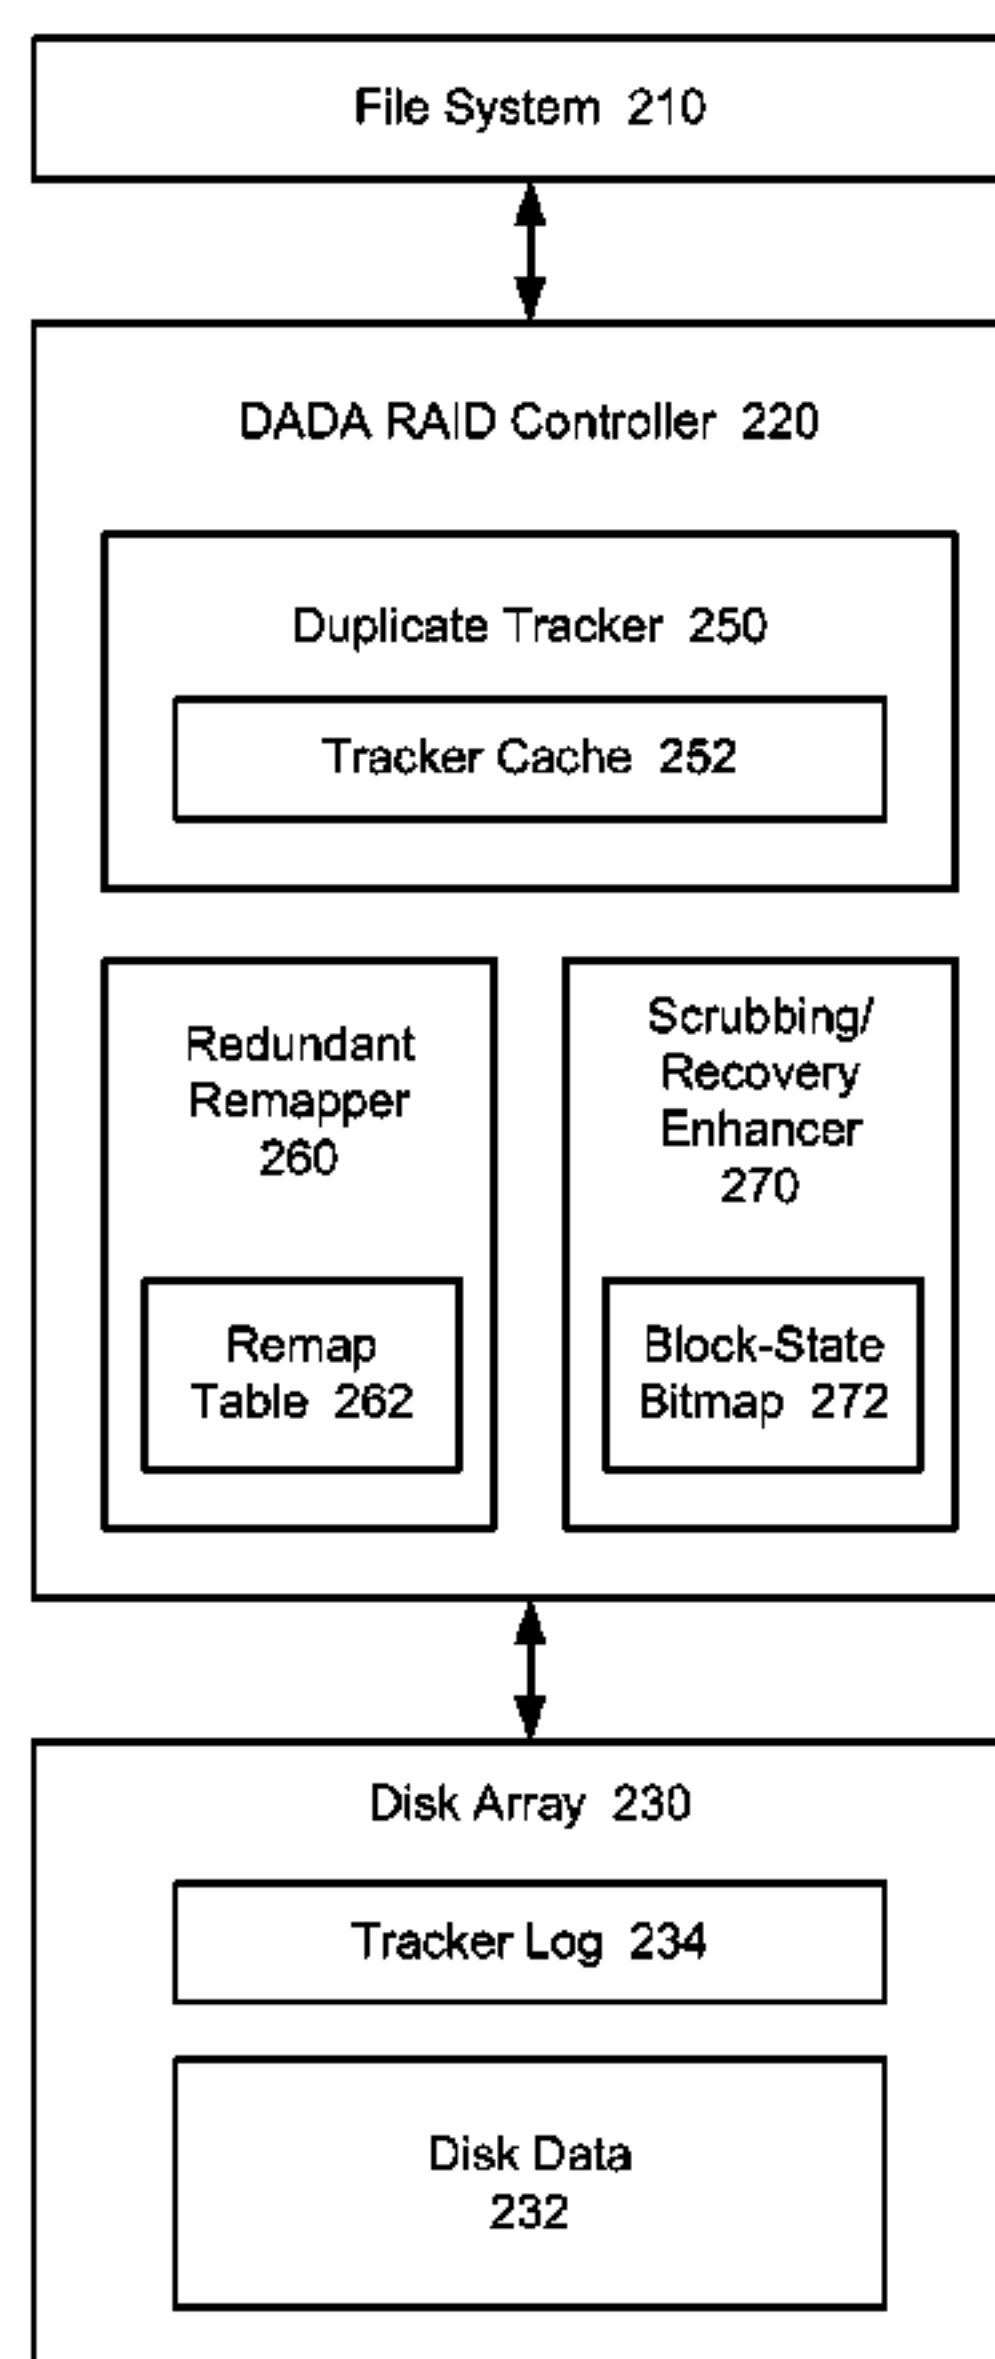 File System 210
DADA RAID Controller 220
Duplicate Tracker 250
Tracker Cache 252
Redundant
Remapper
260
Remap
Table 262
Scrubbing/
Recovery
Enhancer
270
Block-State
Bitmap 272
Disk Array 230
Tracker Log 234
Disk Data
232